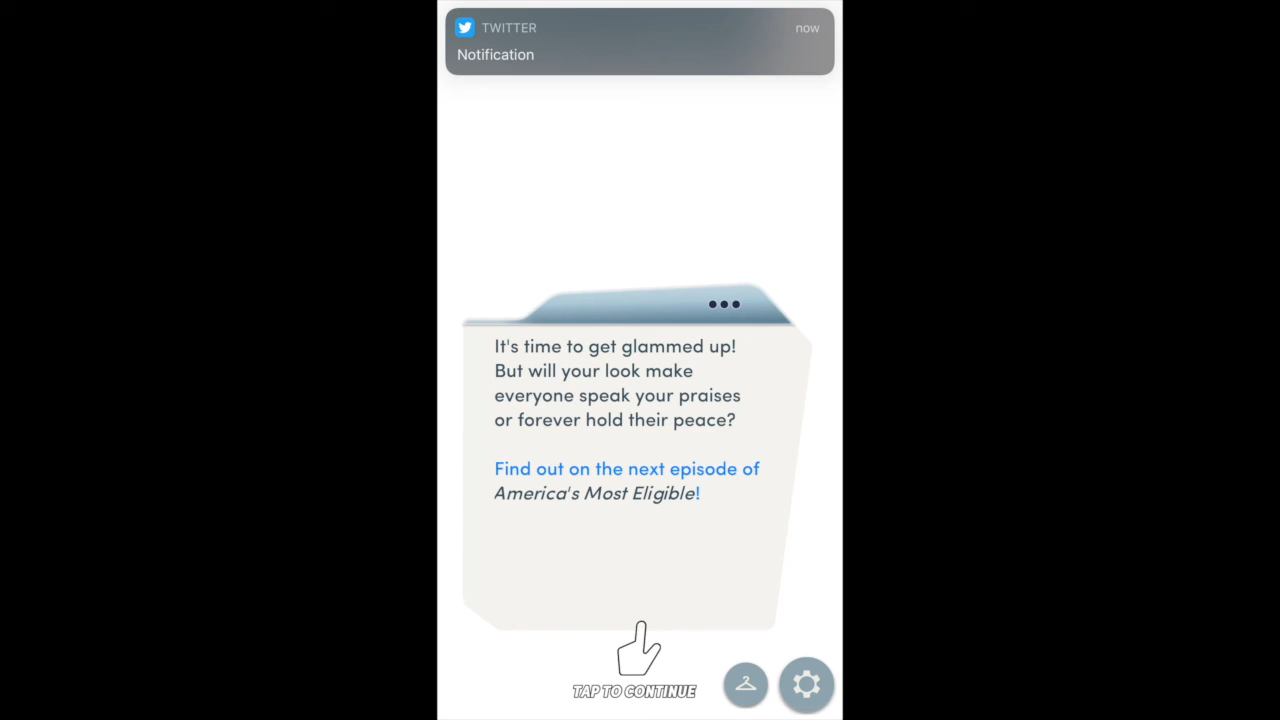 TWITTER now
Notification
It's time to get glammed up!
But will your look make
everyone speak your praises
or forever hold their peace?
Find out on the next episode of
America's Most Eligible!
TAP TO CONTINUE